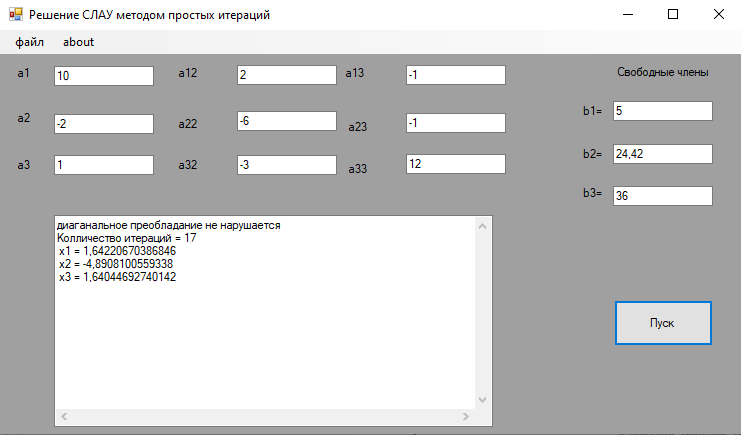 Решение СЛАУ методом простых итераций
файл about
a1 10 a12 2 a13 -1 Свободные члены
b1= 5
a2 -2 a22 -6 a23 -1
b2= 24,42
a3 1 a32 -3 a33 12
b3= 36
диаганальное преобладание не нарушается
Колличество итераций = 17
x1 = 1,64220670386846
x2 = -4,8908100559338
x3 = 1,64044692740142
Пуск